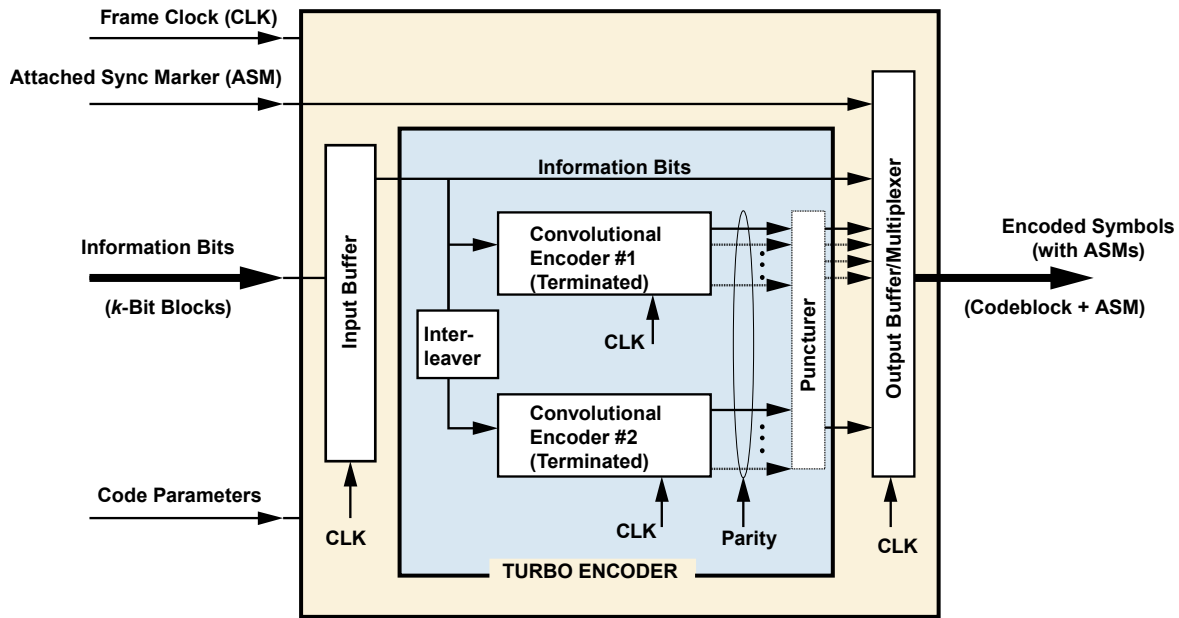 Frame Clock (CLK)
Attached Sync Marker (ASM)
Information Bits
(k-Bit Blocks)
Code Parameters
Input Buffer
CLK
Information Bits
Convolutional
Encoder #1
(Terminated)
CLK
Inter-
leaver
Convolutional
Encoder #2
(Terminated)
CLK
Parity
Puncturer
TURBO ENCODER
Output Buffer/Multiplexer
CLK
Encoded Symbols
(with ASMs)
(Codeblock + ASM)